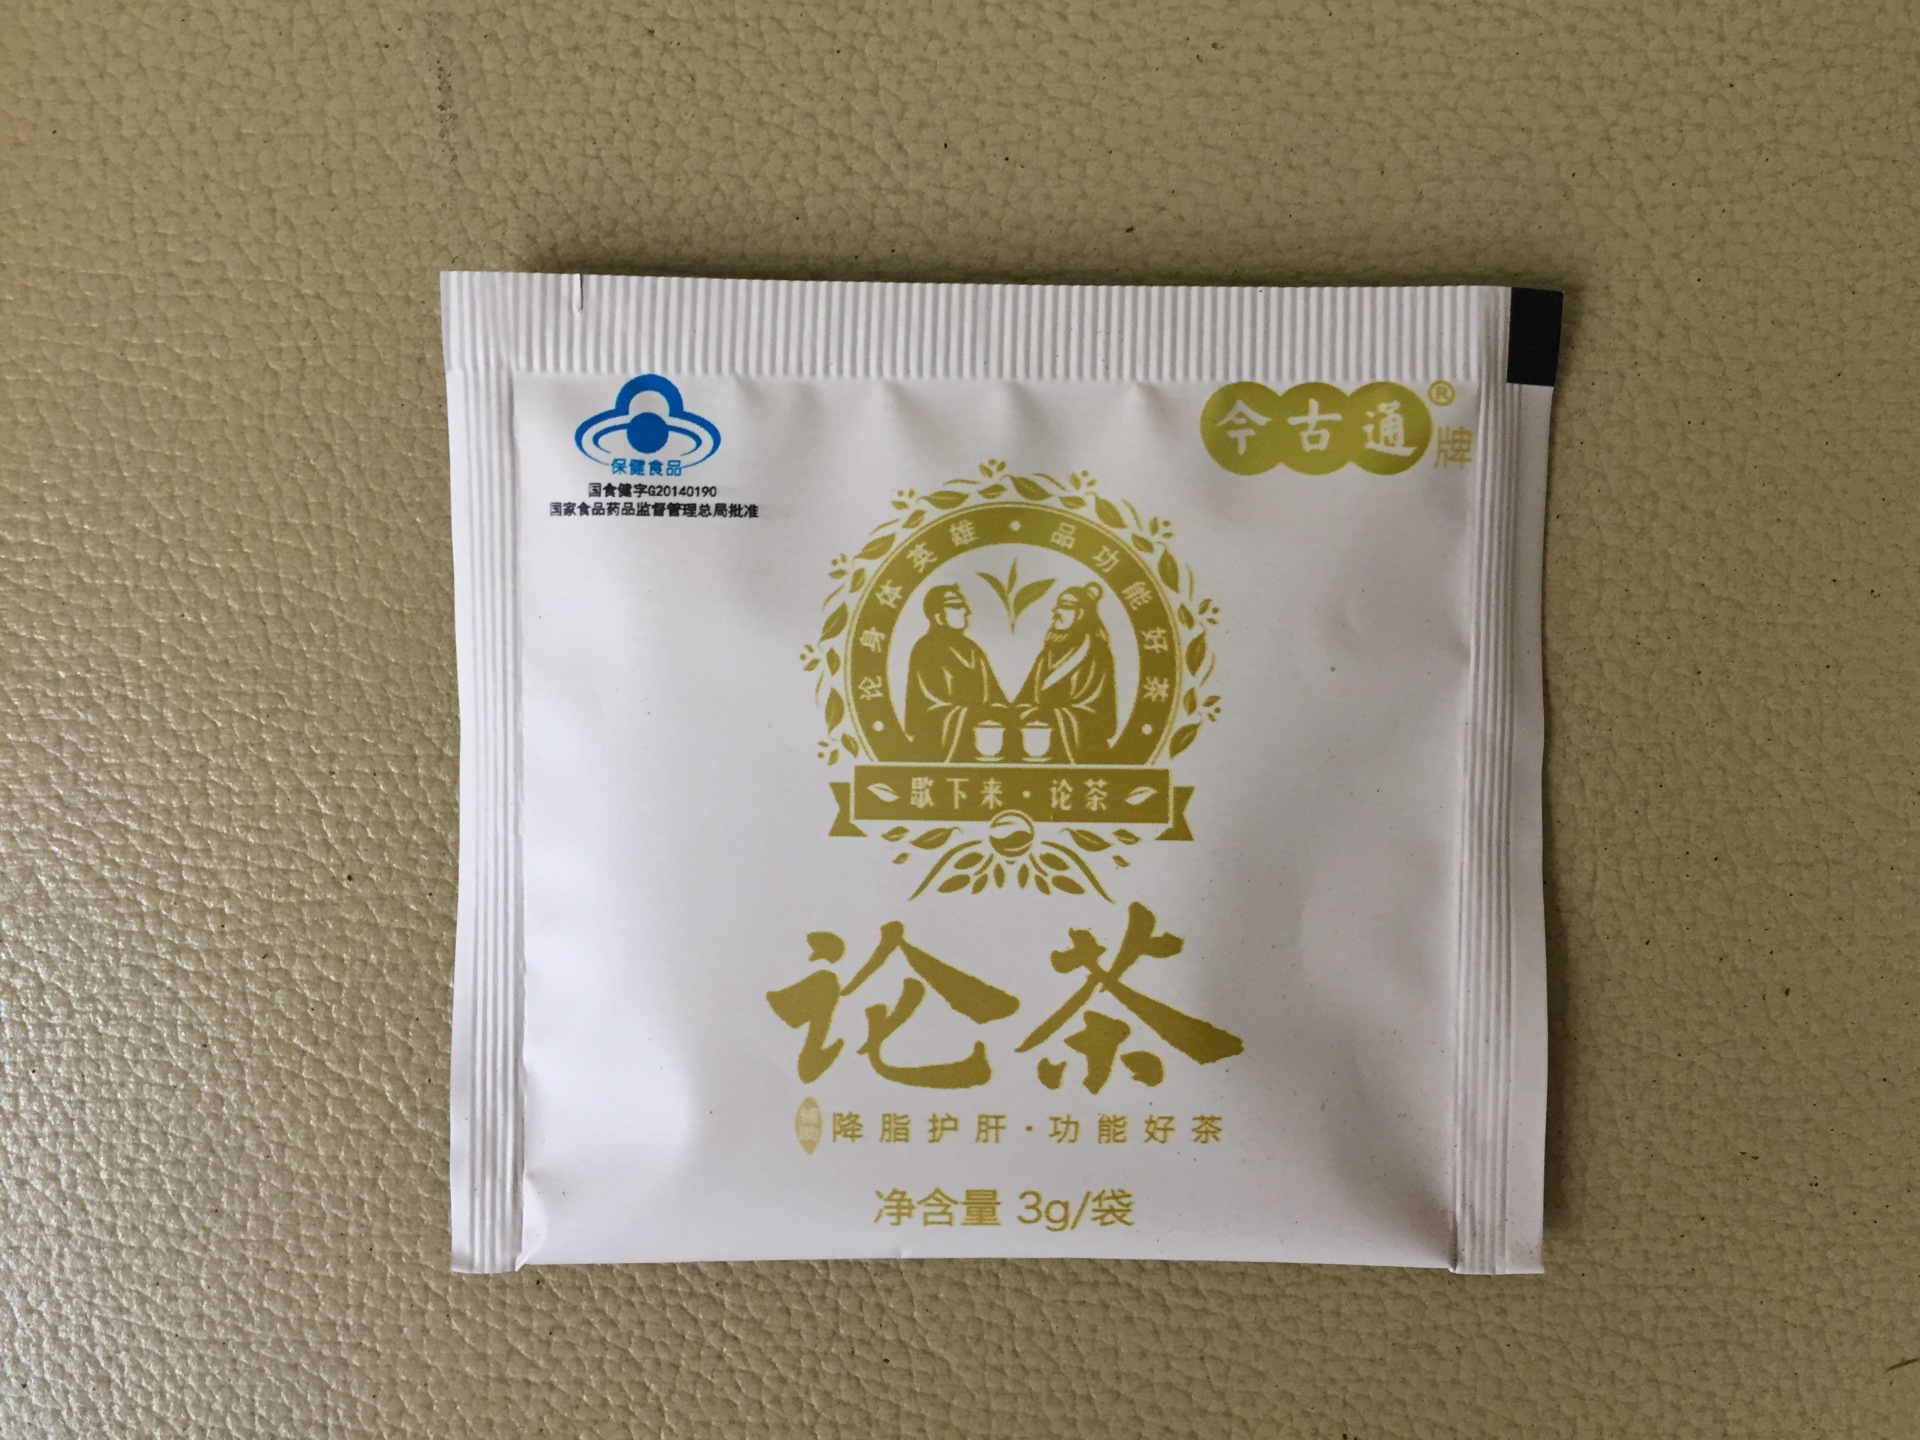 保健食品
国食健字G20140190
国家食品药品监督管理总局批准
今古通®牌
·论身体英雄·品功能好茶·
歇下来·论茶
论茶
辅助
降脂护肝·功能好茶
净含量 3g/袋